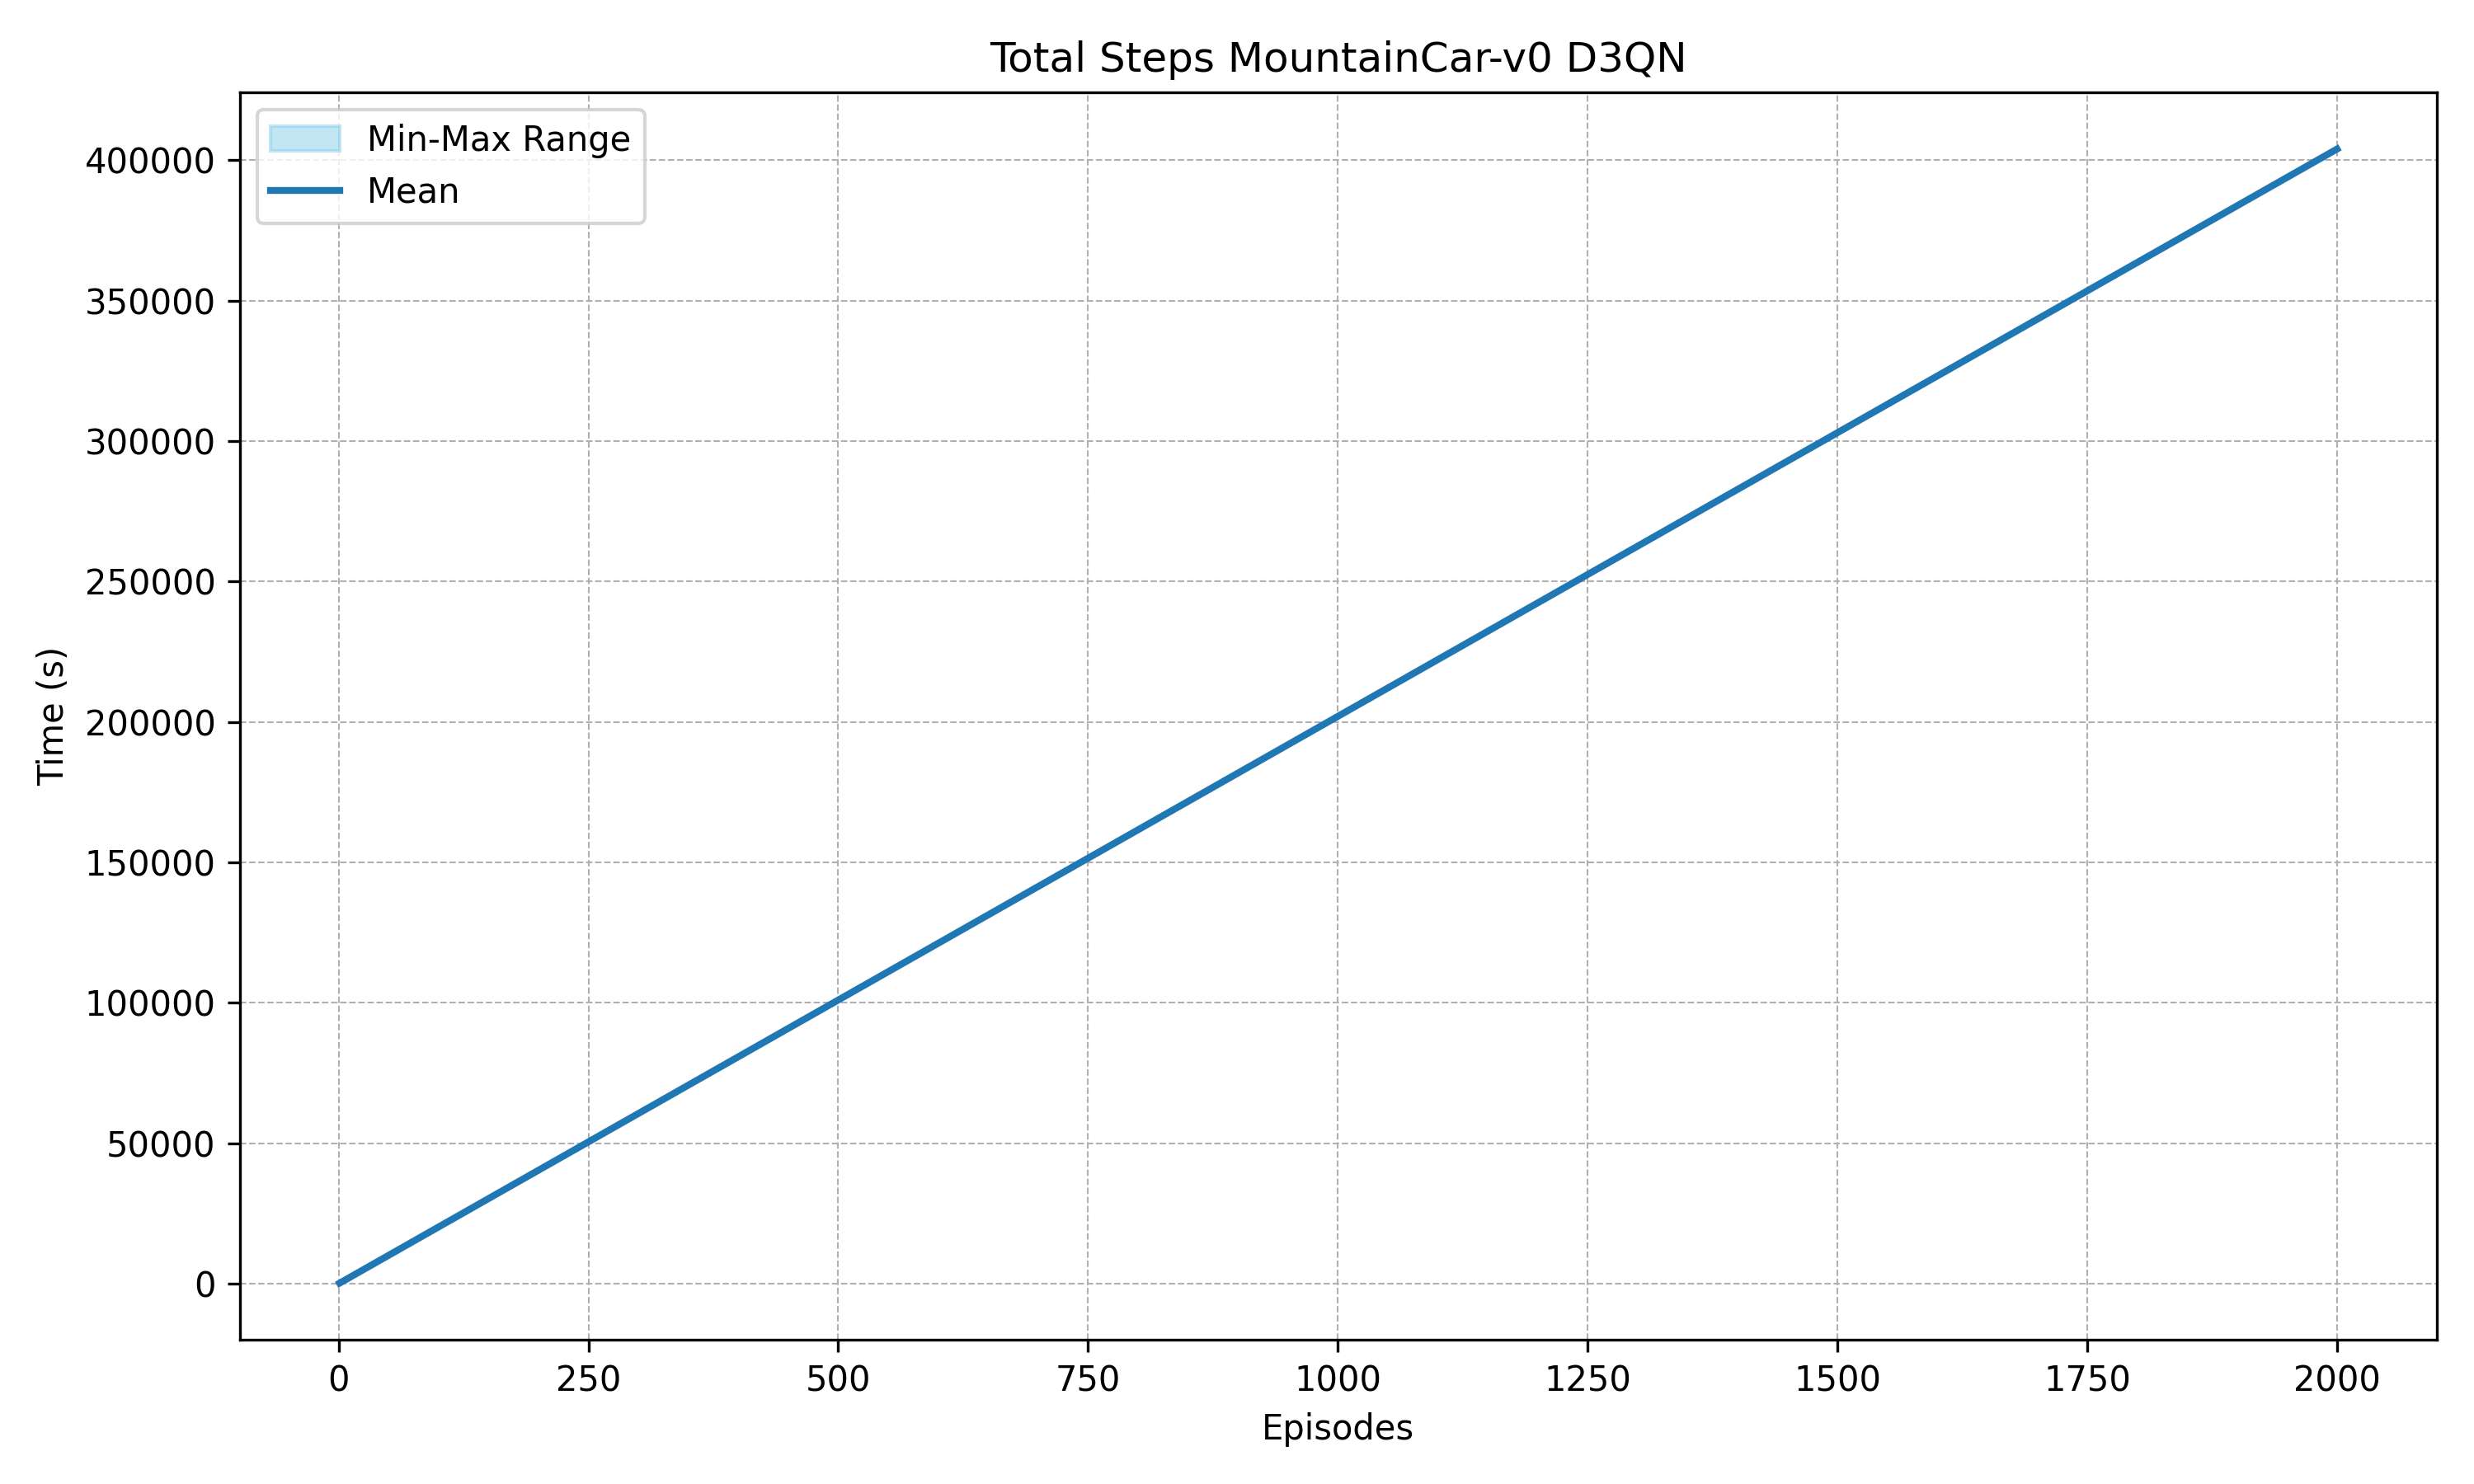 Total Steps MountainCar-v0 D3QN
Min-Max Range
Mean
400000
350000
300000
250000
200000
150000
100000
50000
0
Time (s)
0 250 500 750 1000 1250 1500 1750 2000
Episodes